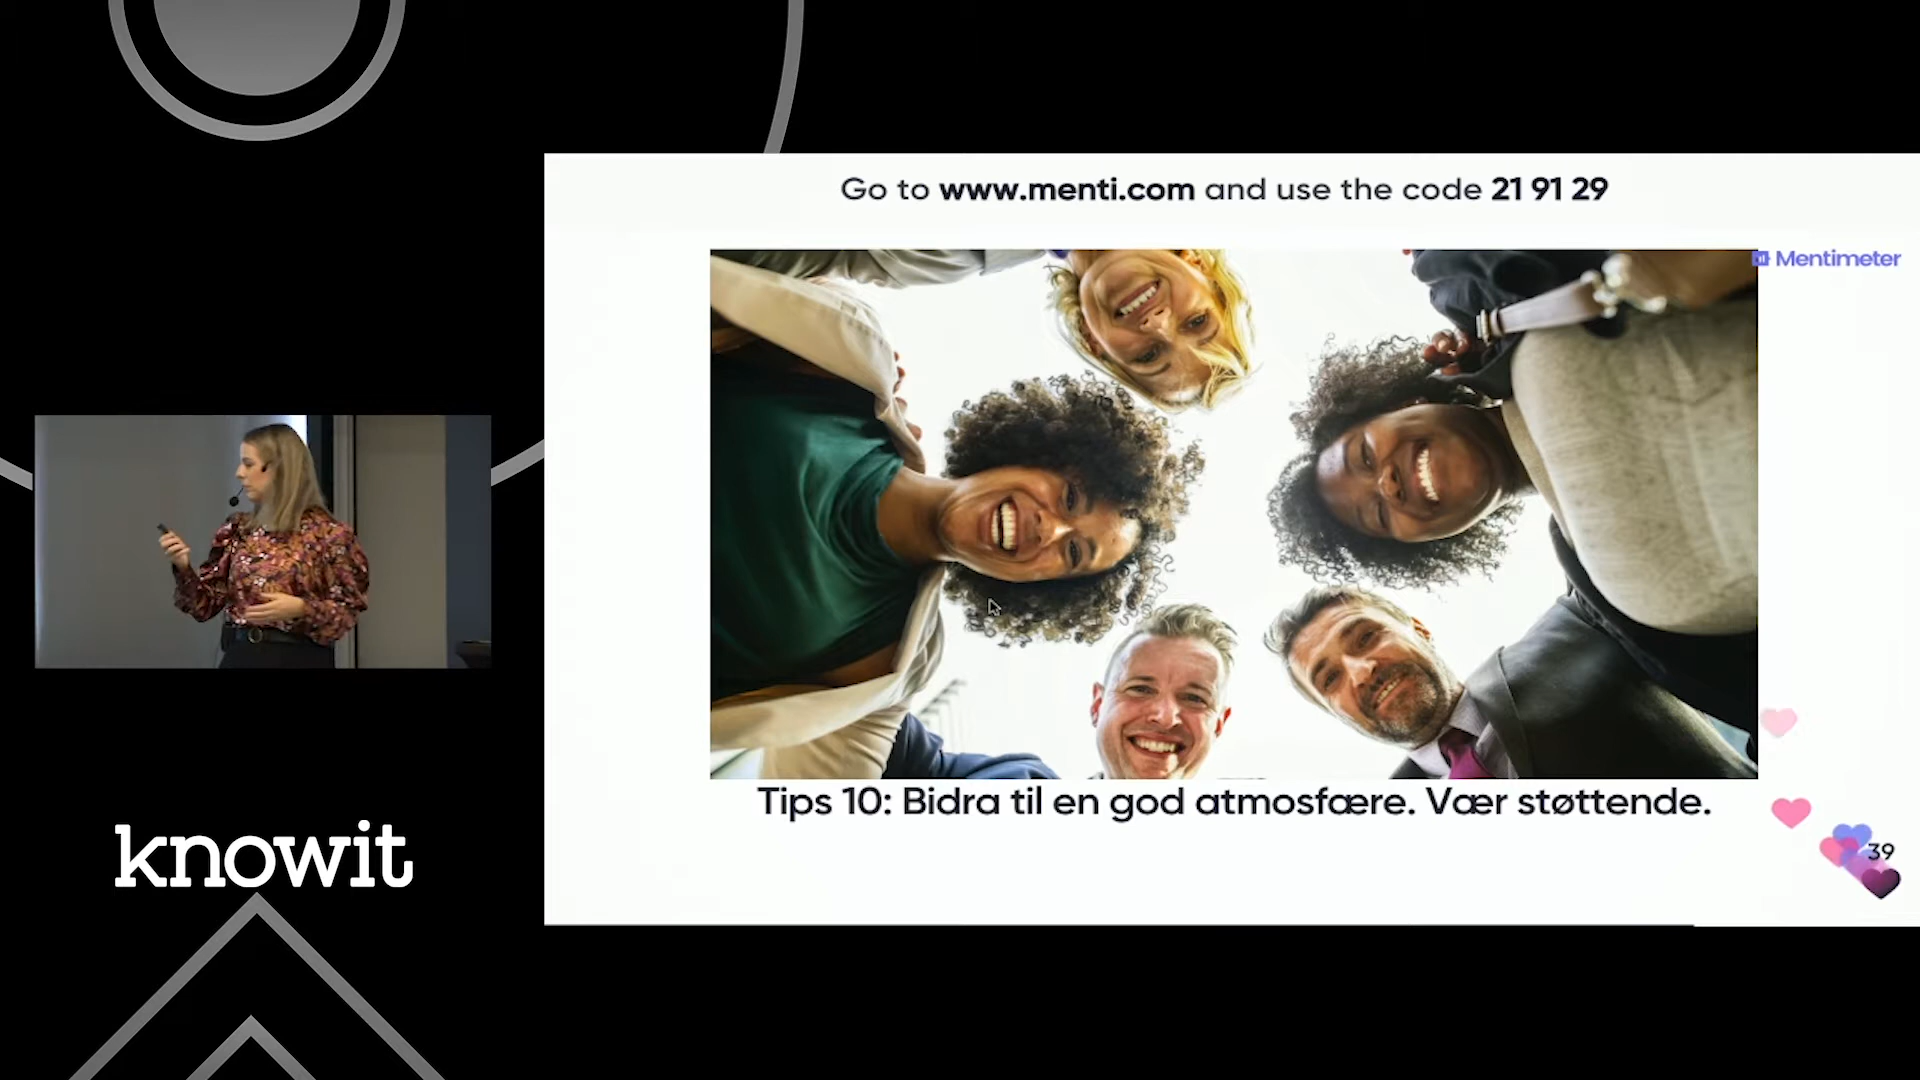 Go to www.menti.com and use the code 21 91 29
Mentimeter
Tips 10: Bidra til en god atmosfære. Vær støttende.
39
knowit